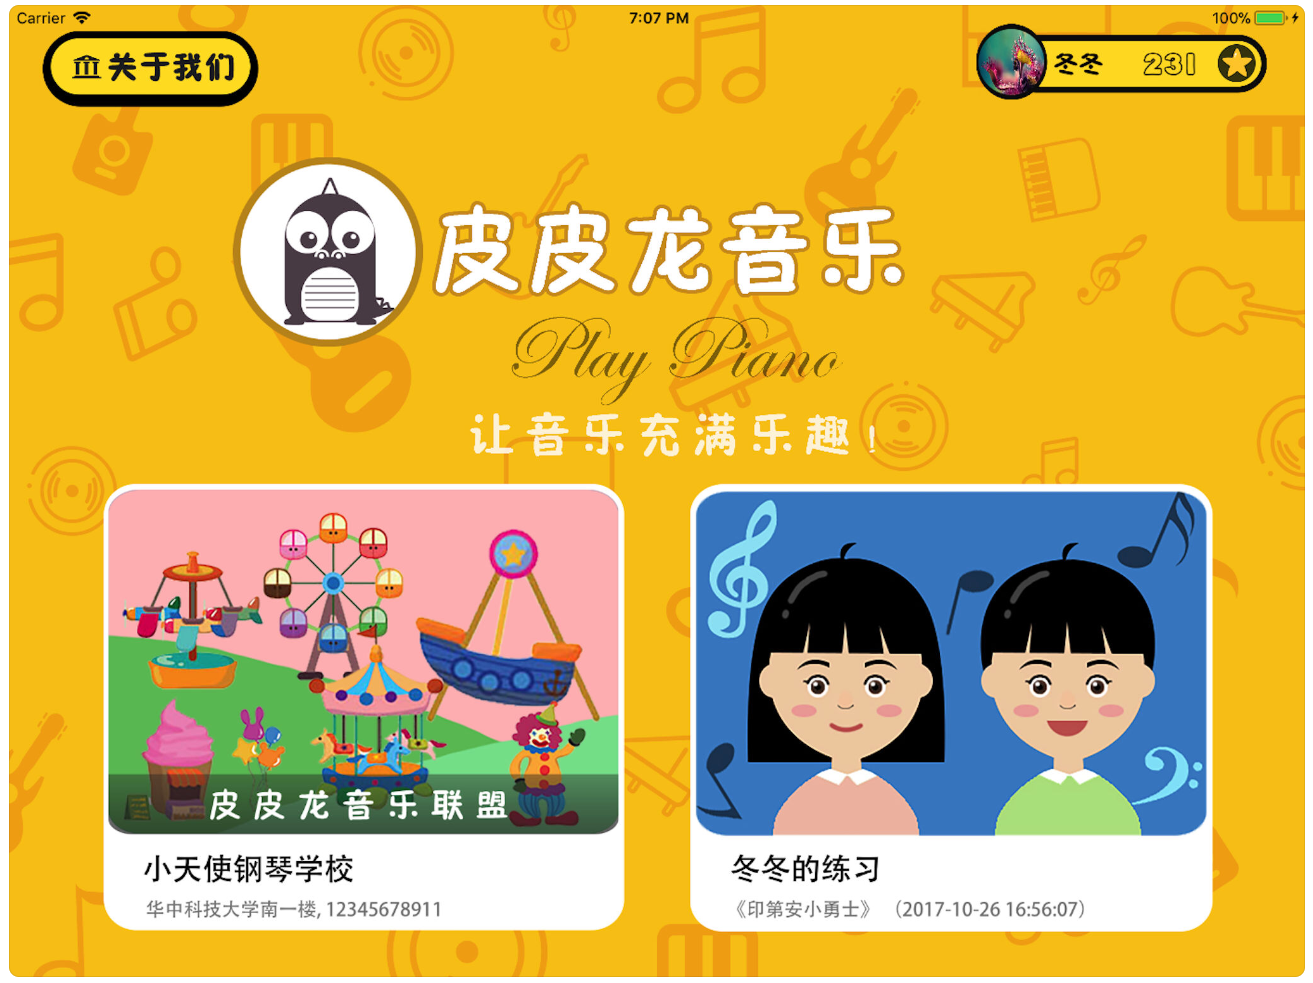 Carrier 7:07 PM 100%
关于我们
冬冬 231
皮皮龙音乐
Play Piano
让音乐充满乐趣！
皮皮龙音乐联盟
小天使钢琴学校
华中科技大学南一楼, 12345678911
冬冬的练习
《印第安小勇士》 （2017-10-26 16:56:07）